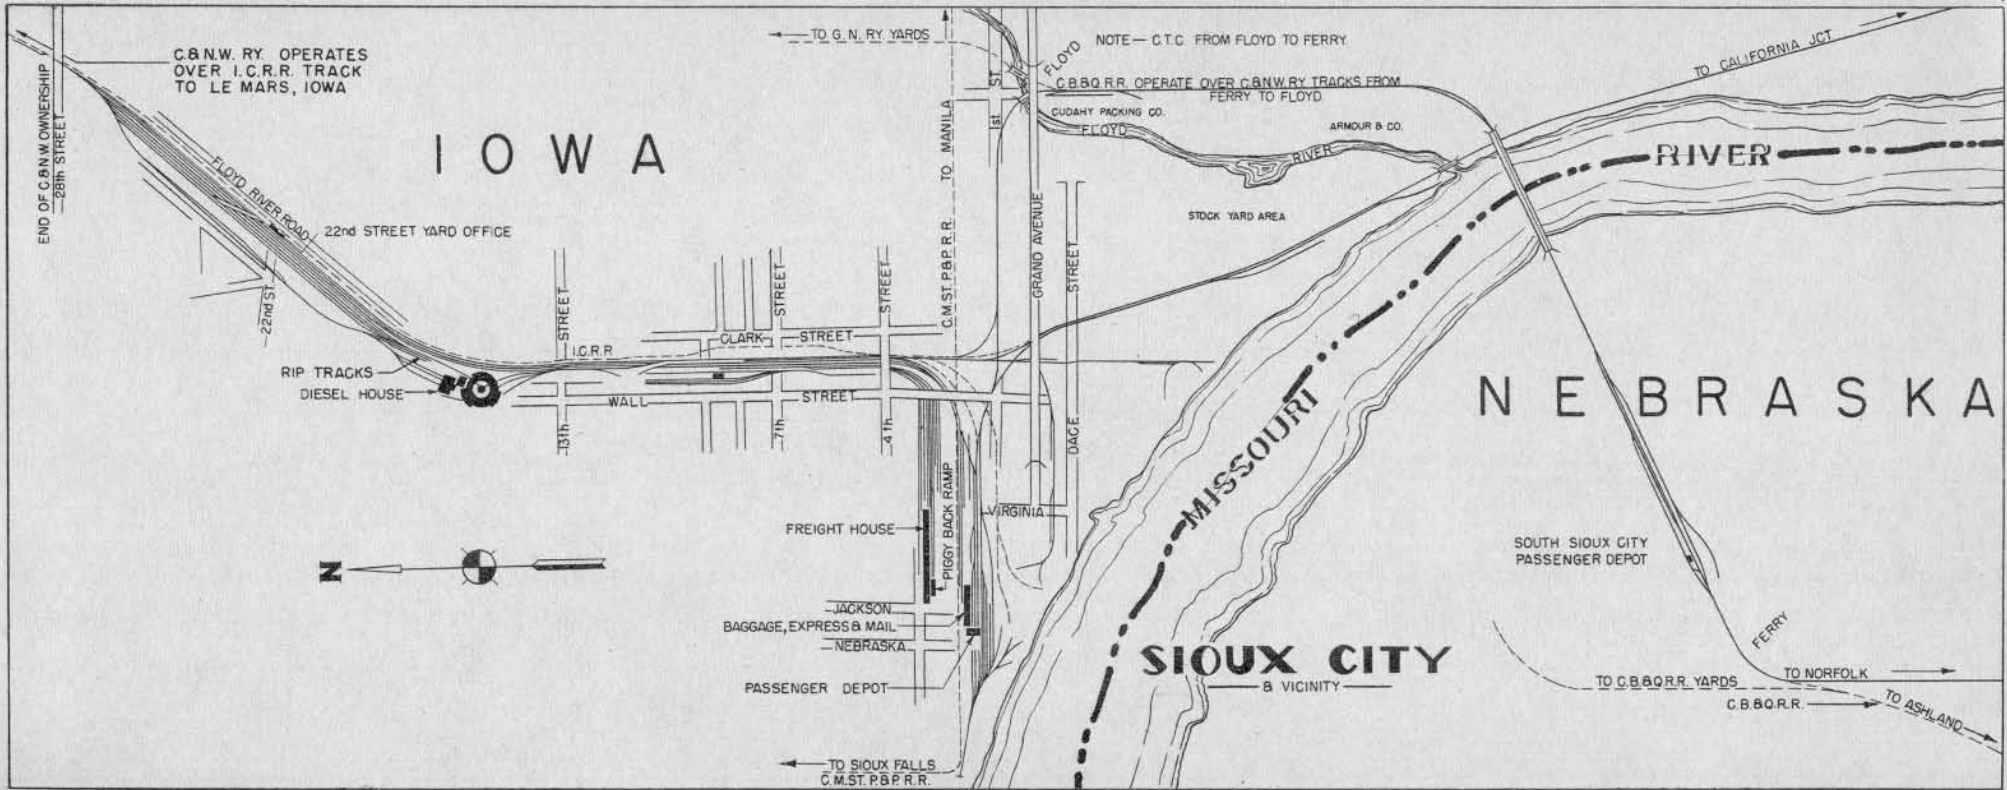 C.& N.W. RY. OPERATES
OVER I.C.R.R. TRACK
TO LE MARS, IOWA
END OF C.& N.W. OWNERSHIP
28th STREET
IOWA
FLOYD RIVER ROAD
22nd STREET YARD OFFICE
22nd ST.
RIP TRACKS
DIESEL HOUSE
I.C.R.R.
13th STREET
CLARK STREET
7th STREET
4th STREET
WALL STREET
TO G.N. RY. YARDS
C.M.ST.P.&P.R.R. TO MANILA
1st ST.
FLOYD
NOTE — C.T.C. FROM FLOYD TO FERRY.
C.B.&Q.R.R. OPERATE OVER C.&N.W.RY. TRACKS FROM
FERRY TO FLOYD
CUDAHY PACKING CO.
FLOYD RIVER
ARMOUR & CO.
STOCK YARD AREA
GRAND AVENUE
DACE STREET
VIRGINIA
TO CALIFORNIA JCT.
MISSOURI RIVER
NEBRASKA
N
FREIGHT HOUSE
PIGGY BACK RAMP
JACKSON
BAGGAGE, EXPRESS & MAIL
NEBRASKA
PASSENGER DEPOT
TO SIOUX FALLS
C.M.ST.P.&P.R.R.
SIOUX CITY
& VICINITY
SOUTH SIOUX CITY
PASSENGER DEPOT
FERRY
TO NORFOLK
TO C.B.&Q.R.R. YARDS
C.B.&Q.R.R.
TO ASHLAND